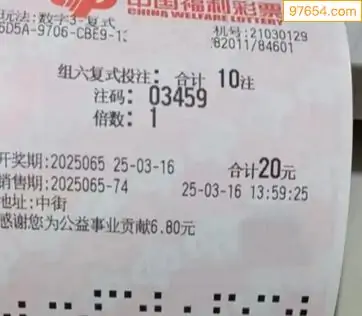 97654.com
中国福利彩票
CHINA WELFARE LOTTERY
玩法:数字3-复式
机号:21030129
6D5A-9706-CBE9-1
82011/84601
组六复式投注: 合计 10注
注码: 03459
倍数: 1
开奖期:2025065 25-03-16
合计20元
销售期:2025065-74
25-03-16 13:59:25
地址:中街
感谢您为公益事业贡献6.80元